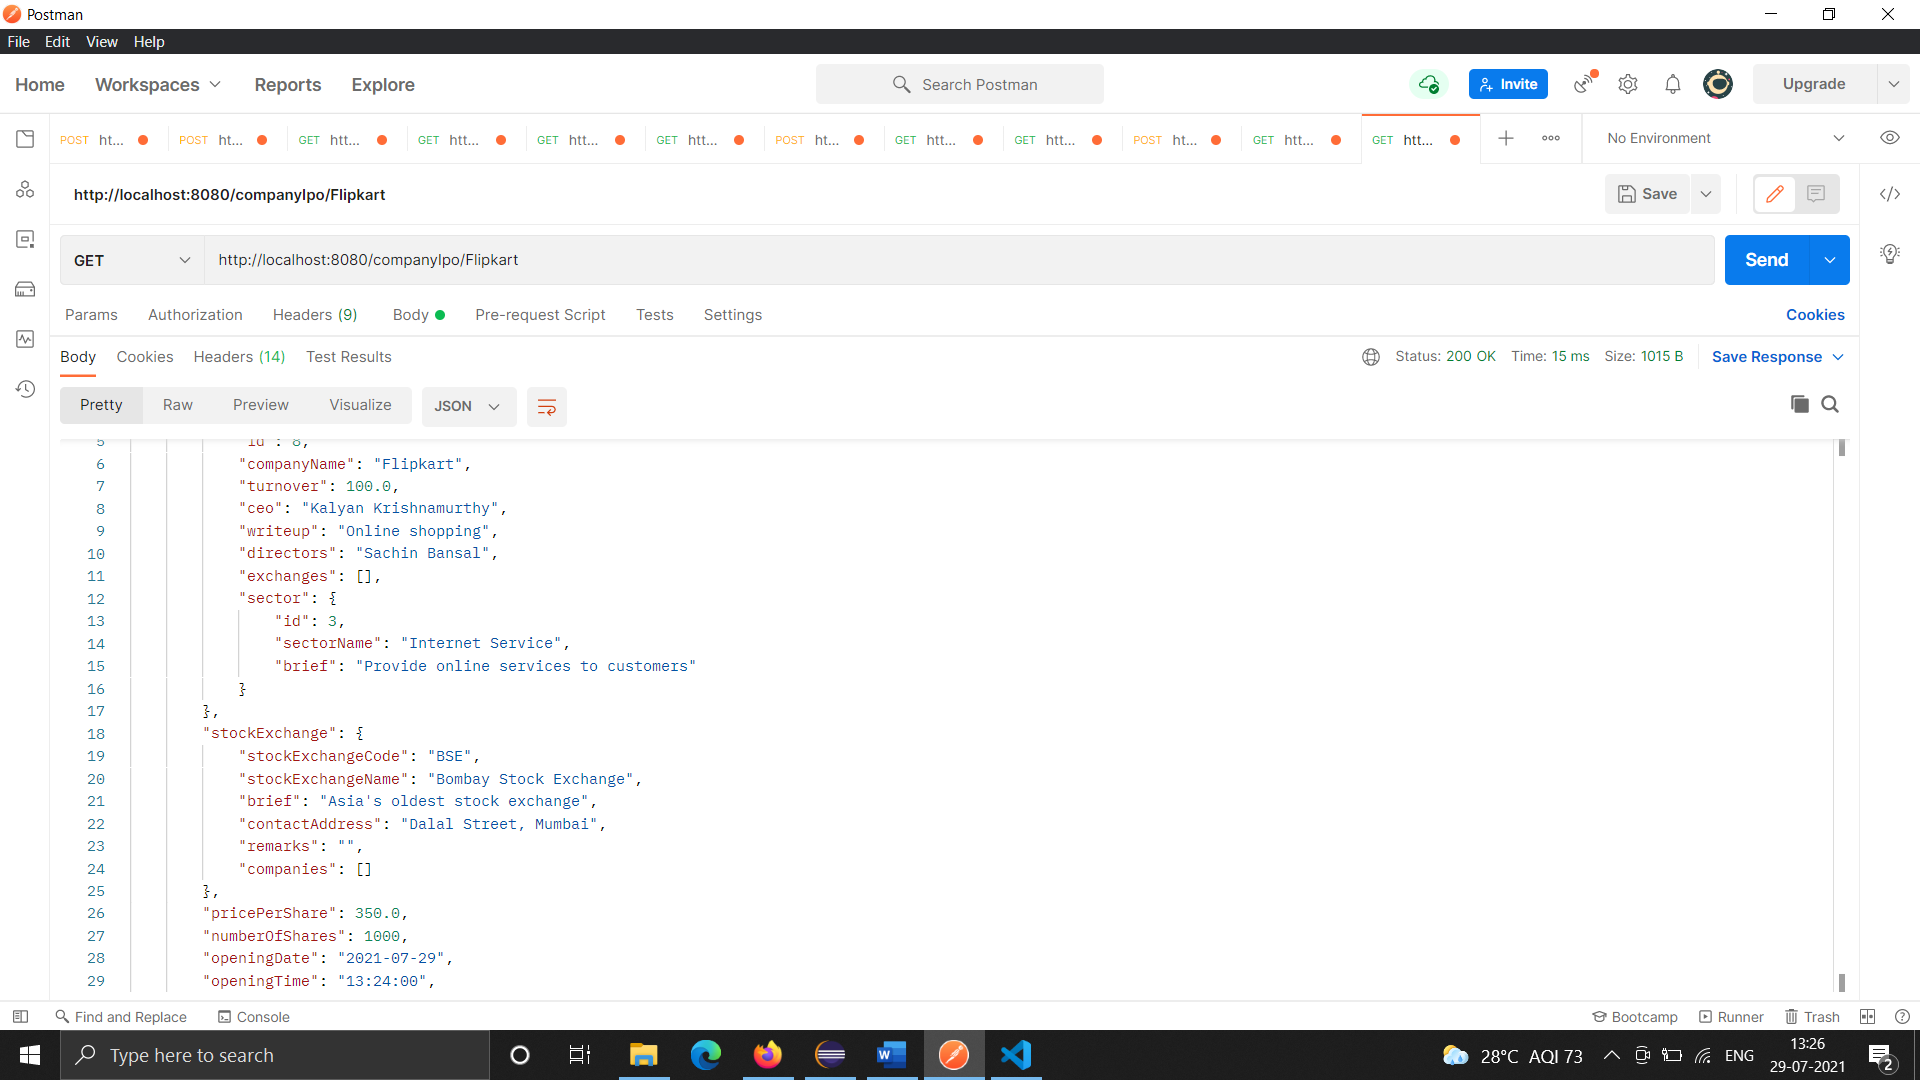 Postman
File Edit View Help
Home Workspaces Reports Explore Search Postman Invite Upgrade
POST ht... POST ht... GET htt... GET htt... GET htt... GET htt... POST ht... GET htt... GET htt... POST ht... GET htt... GET htt... No Environment
http://localhost:8080/companyIpo/Flipkart Save
GET http://localhost:8080/companyIpo/Flipkart Send
Params Authorization Headers (9) Body Pre-request Script Tests Settings Cookies
Body Cookies Headers (14) Test Results Status: 200 OK Time: 15 ms Size: 1015 B Save Response
Pretty Raw Preview Visualize JSON
5 "id": 8,
6 "companyName": "Flipkart",
7 "turnover": 100.0,
8 "ceo": "Kalyan Krishnamurthy",
9 "writeup": "Online shopping",
10 "directors": "Sachin Bansal",
11 "exchanges": [],
12 "sector": {
13 "id": 3,
14 "sectorName": "Internet Service",
15 "brief": "Provide online services to customers"
16 }
17 },
18 "stockExchange": {
19 "stockExchangeCode": "BSE",
20 "stockExchangeName": "Bombay Stock Exchange",
21 "brief": "Asia's oldest stock exchange",
22 "contactAddress": "Dalal Street, Mumbai",
23 "remarks": "",
24 "companies": []
25 },
26 "pricePerShare": 350.0,
27 "numberOfShares": 1000,
28 "openingDate": "2021-07-29",
29 "openingTime": "13:24:00",
Find and Replace Console Bootcamp Runner Trash
Type here to search 28°C AQI 73 ENG 13:26
29-07-2021 2